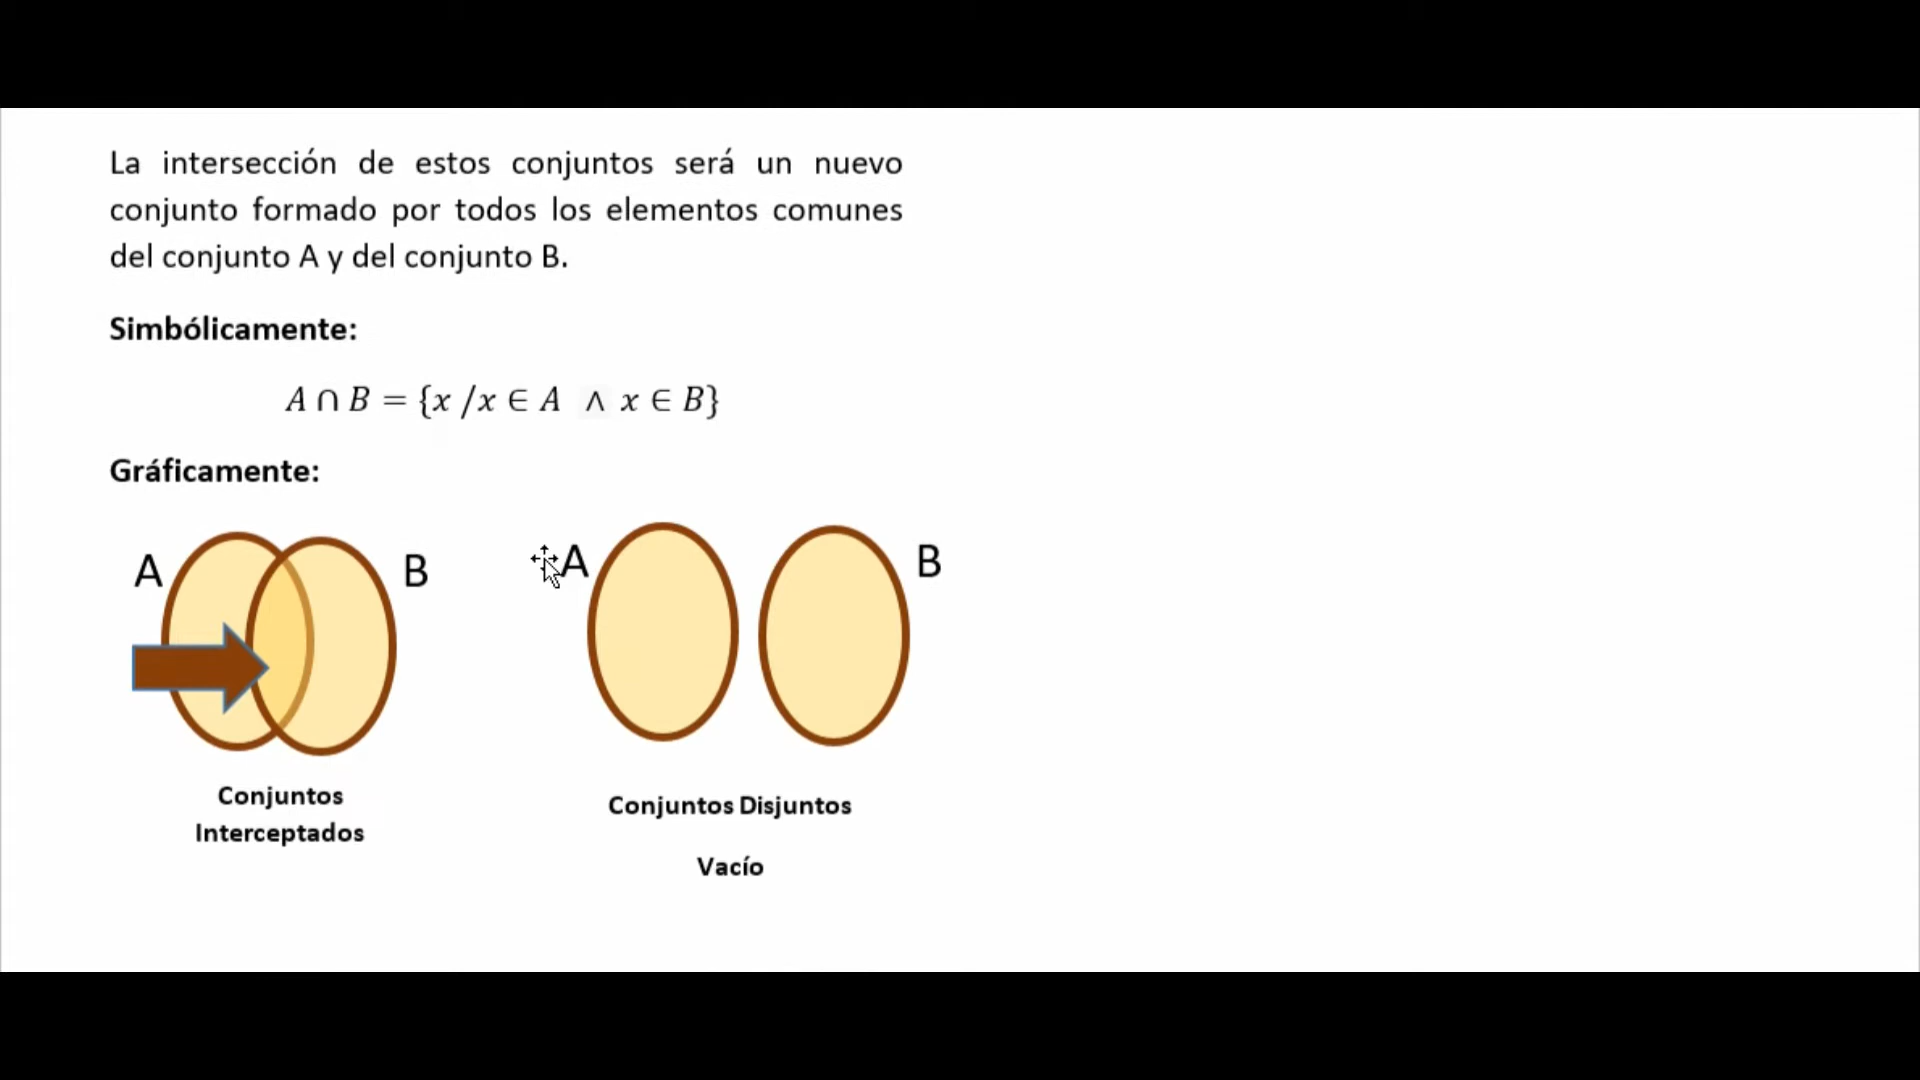 La intersección de estos conjuntos será un nuevo
conjunto formado por todos los elementos comunes
del conjunto A y del conjunto B.
Simbólicamente:
A ∩ B = {x /x ∈ A ∧ x ∈ B}
Gráficamente:
A B A B
Conjuntos
Interceptados
Conjuntos Disjuntos
Vacío